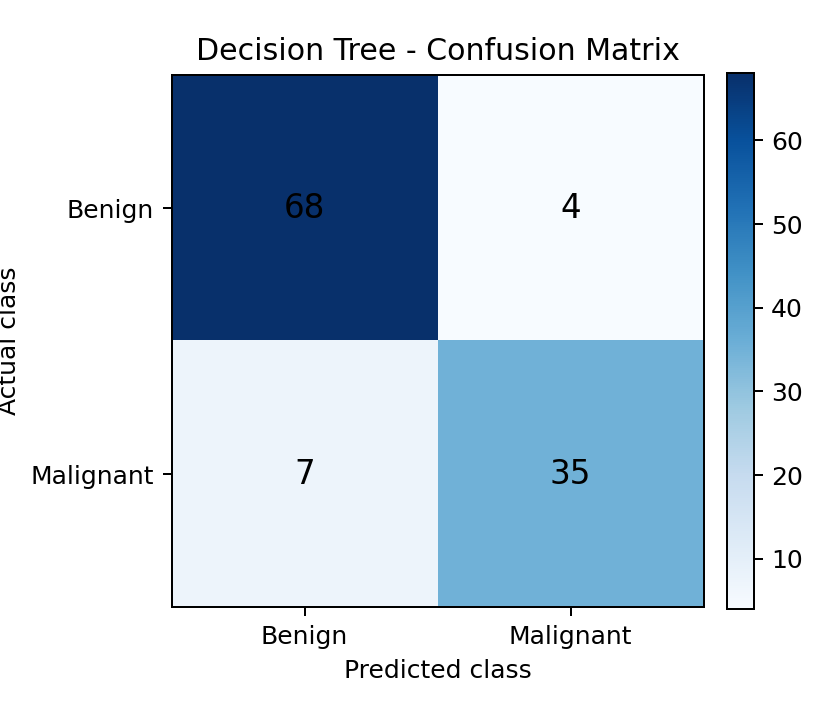 Decision Tree - Confusion Matrix
Actual class
Benign
68
4
Malignant
7
35
Benign
Malignant
Predicted class
60
50
40
30
20
10